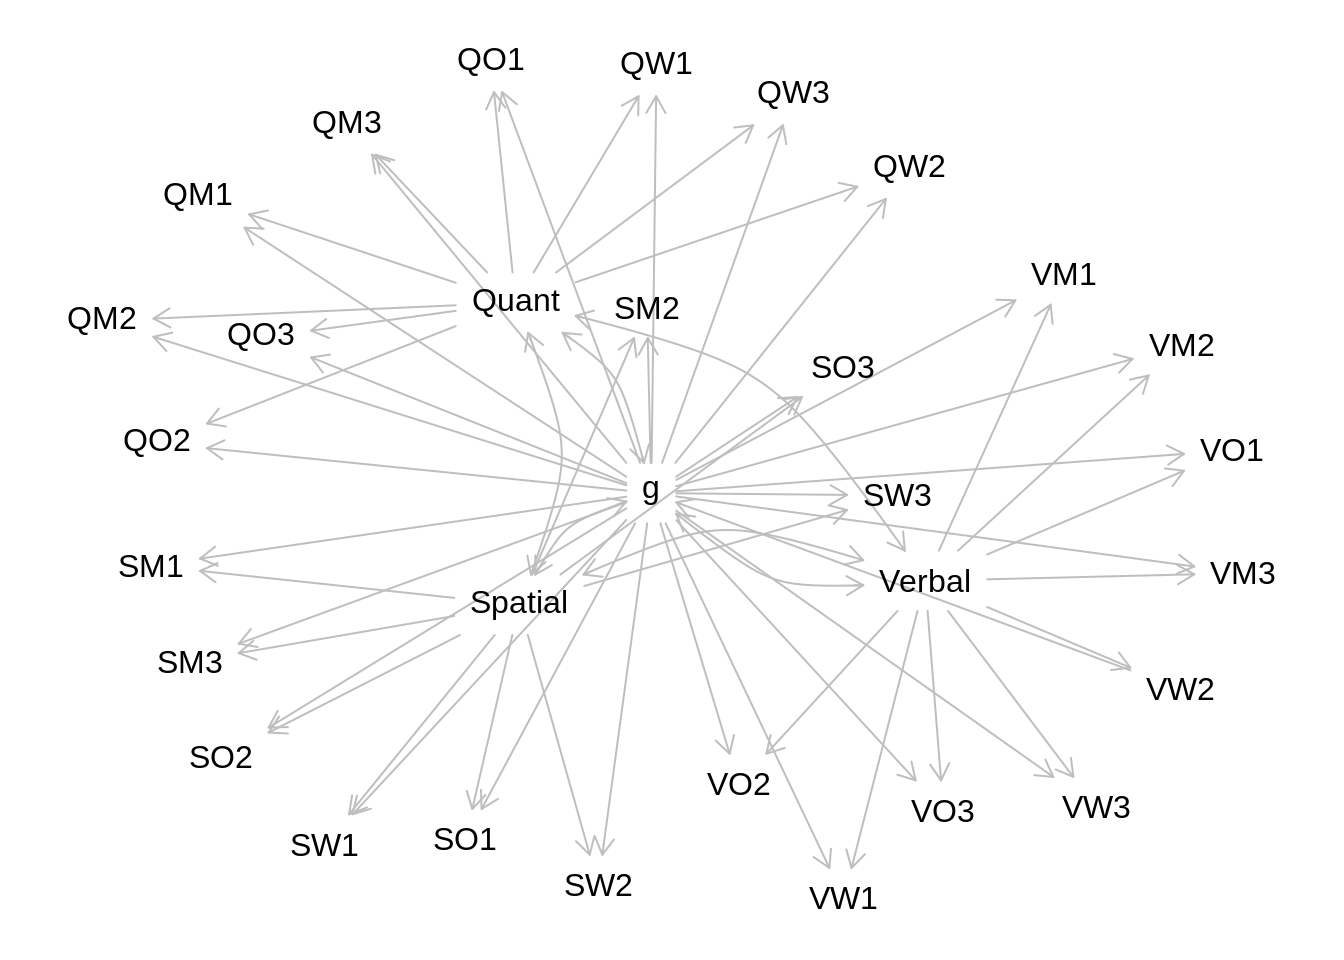 QO1
QW1
QW3
QM3
QW2
QM1
VM1
Quant
SM2
QM2
QO3
VM2
SO3
QO2
VO1
g
SW3
SM1
VM3
Verbal
Spatial
SM3
VW2
SO2
VO2
VW3
VO3
SO1
SW1
SW2
VW1